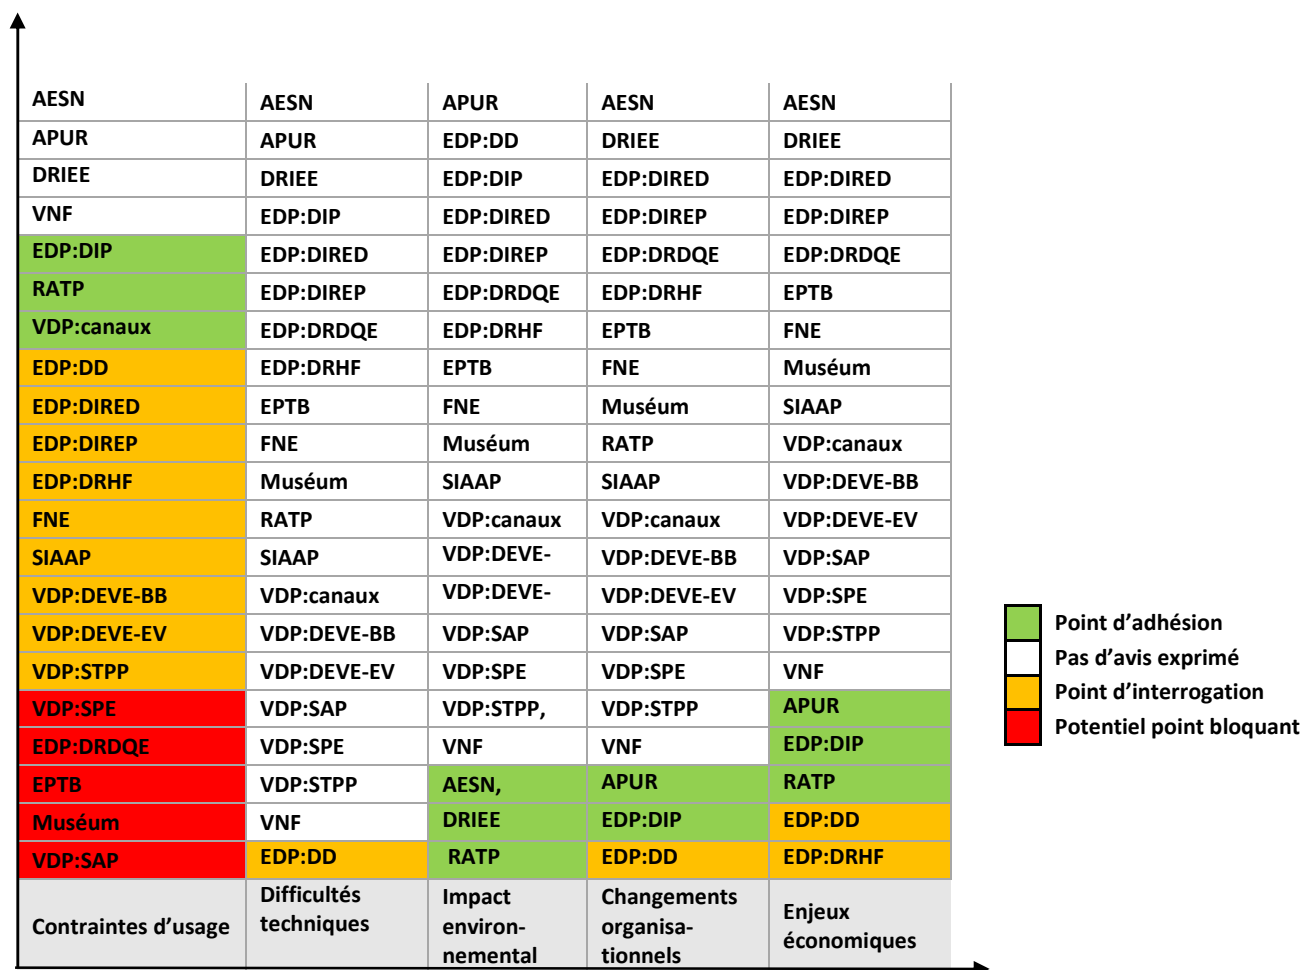 AESN AESN APUR AESN AESN
APUR APUR EDP:DD DRIEE DRIEE
DRIEE DRIEE EDP:DIP EDP:DIRED EDP:DIRED
VNF EDP:DIP EDP:DIRED EDP:DIREP EDP:DIREP
EDP:DIP EDP:DIRED EDP:DIREP EDP:DRDQE EDP:DRDQE
RATP EDP:DIREP EDP:DRDQE EDP:DRHF EPTB
VDP:canaux EDP:DRDQE EDP:DRHF EPTB FNE
EDP:DD EDP:DRHF EPTB FNE Muséum
EDP:DIRED EPTB FNE Muséum SIAAP
EDP:DIREP FNE Muséum RATP VDP:canaux
EDP:DRHF Muséum SIAAP SIAAP VDP:DEVE-BB
FNE RATP VDP:canaux VDP:canaux VDP:DEVE-EV
SIAAP SIAAP VDP:DEVE- VDP:DEVE-BB VDP:SAP
VDP:DEVE-BB VDP:canaux VDP:DEVE- VDP:DEVE-EV VDP:SPE
VDP:DEVE-EV VDP:DEVE-BB VDP:SAP VDP:SAP VDP:STPP
VDP:STPP VDP:DEVE-EV VDP:SPE VDP:SPE VNF
VDP:SPE VDP:SAP VDP:STPP, VDP:STPP APUR
EDP:DRDQE VDP:SPE VNF VNF EDP:DIP
EPTB VDP:STPP AESN, APUR RATP
Muséum VNF DRIEE EDP:DIP EDP:DD
VDP:SAP EDP:DD RATP EDP:DD EDP:DRHF
Contraintes d'usage
Difficultés
techniques
Impact
environ-
nemental
Changements
organisa-
tionnels
Enjeux
économiques
Point d'adhésion
Pas d'avis exprimé
Point d'interrogation
Potentiel point bloquant